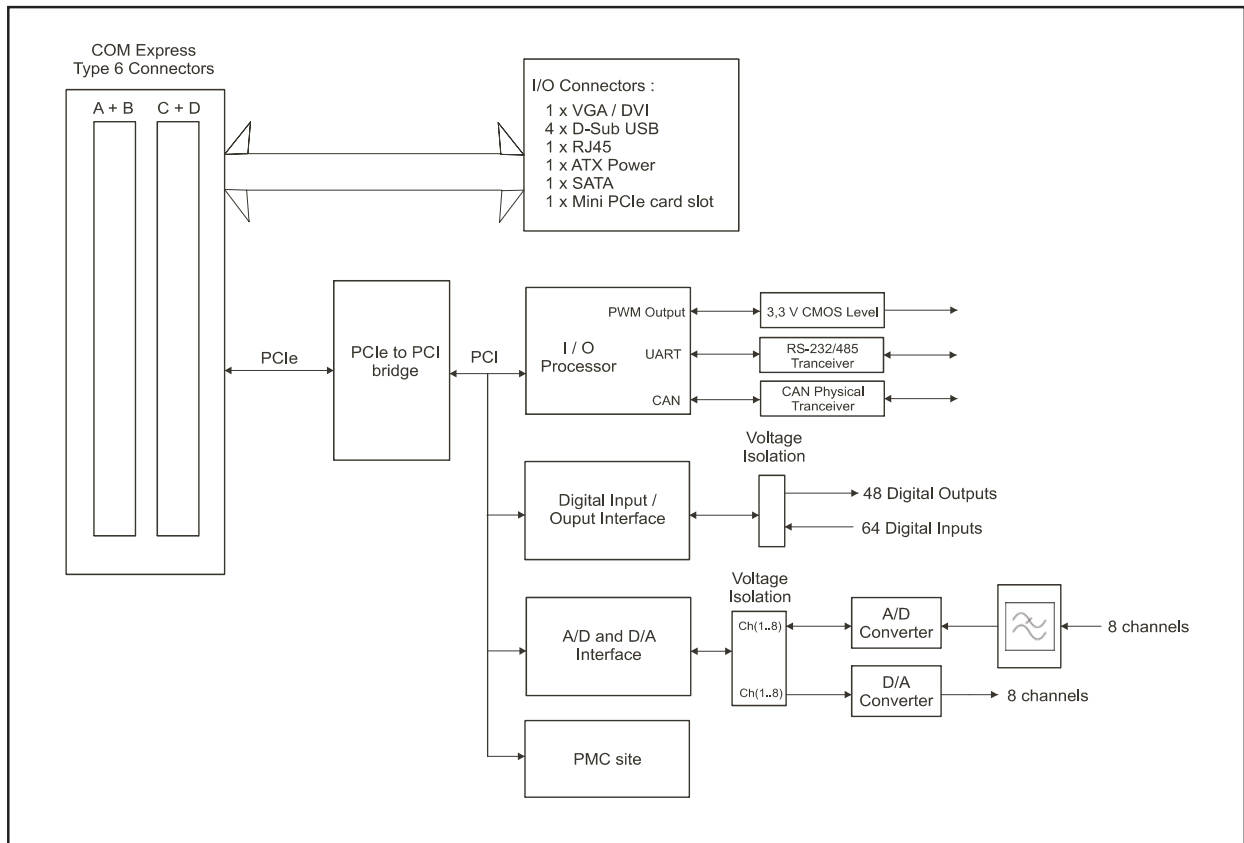 COM Express
Type 6 Connectors
A + B
C + D
I/O Connectors :
1 x VGA / DVI
4 x D-Sub USB
1 x RJ45
1 x ATX Power
1 x SATA
1 x Mini PCIe card slot
PCIe
PCIe to PCI
bridge
PCI
I / O
Processor
PWM Output
UART
CAN
3,3 V CMOS Level
RS-232/485
Tranceiver
CAN Physical
Tranceiver
Voltage
Isolation
Digital Input /
Ouput Interface
48 Digital Outputs
64 Digital Inputs
Voltage
Isolation
A/D and D/A
Interface
Ch(1..8)
Ch(1..8)
A/D
Converter
8 channels
D/A
Converter
8 channels
PMC site